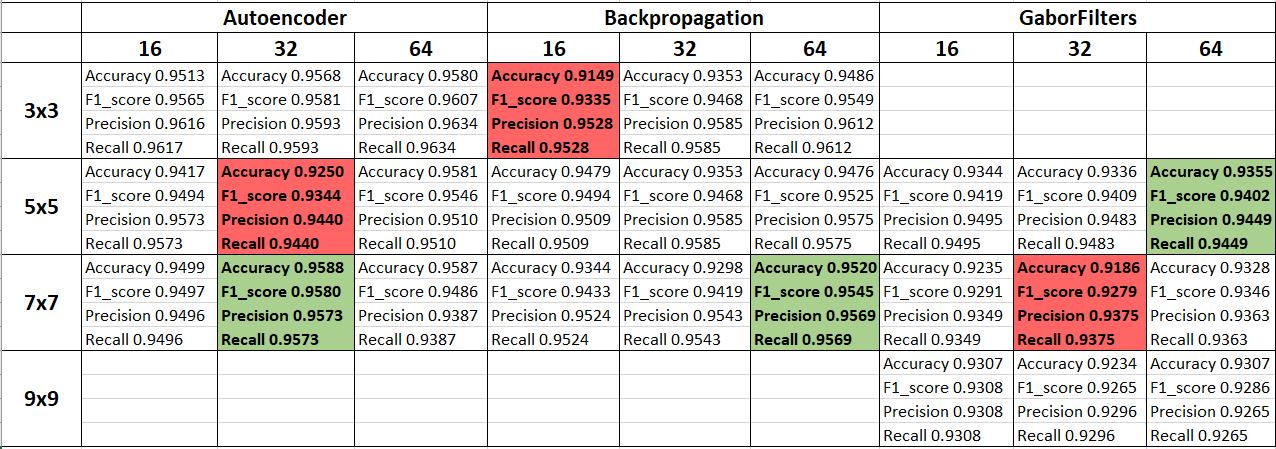 Autoencoder Backpropagation GaborFilters
16 32 64 16 32 64 16 32 64
3x3
Accuracy 0.9513 Accuracy 0.9568 Accuracy 0.9580 Accuracy 0.9149 Accuracy 0.9353 Accuracy 0.9486
F1_score 0.9565 F1_score 0.9581 F1_score 0.9607 F1_score 0.9335 F1_score 0.9468 F1_score 0.9549
Precision 0.9616 Precision 0.9593 Precision 0.9634 Precision 0.9528 Precision 0.9585 Precision 0.9612
Recall 0.9617 Recall 0.9593 Recall 0.9634 Recall 0.9528 Recall 0.9585 Recall 0.9612
5x5
Accuracy 0.9417 Accuracy 0.9250 Accuracy 0.9581 Accuracy 0.9479 Accuracy 0.9353 Accuracy 0.9476 Accuracy 0.9344 Accuracy 0.9336 Accuracy 0.9355
F1_score 0.9494 F1_score 0.9344 F1_score 0.9546 F1_score 0.9494 F1_score 0.9468 F1_score 0.9525 F1_score 0.9419 F1_score 0.9409 F1_score 0.9402
Precision 0.9573 Precision 0.9440 Precision 0.9510 Precision 0.9509 Precision 0.9585 Precision 0.9575 Precision 0.9495 Precision 0.9483 Precision 0.9449
Recall 0.9573 Recall 0.9440 Recall 0.9510 Recall 0.9509 Recall 0.9585 Recall 0.9575 Recall 0.9495 Recall 0.9483 Recall 0.9449
7x7
Accuracy 0.9499 Accuracy 0.9588 Accuracy 0.9587 Accuracy 0.9344 Accuracy 0.9298 Accuracy 0.9520 Accuracy 0.9235 Accuracy 0.9186 Accuracy 0.9328
F1_score 0.9497 F1_score 0.9580 F1_score 0.9486 F1_score 0.9433 F1_score 0.9419 F1_score 0.9545 F1_score 0.9291 F1_score 0.9279 F1_score 0.9346
Precision 0.9496 Precision 0.9573 Precision 0.9387 Precision 0.9524 Precision 0.9543 Precision 0.9569 Precision 0.9349 Precision 0.9375 Precision 0.9363
Recall 0.9496 Recall 0.9573 Recall 0.9387 Recall 0.9524 Recall 0.9543 Recall 0.9569 Recall 0.9349 Recall 0.9375 Recall 0.9363
9x9
Accuracy 0.9307 Accuracy 0.9234 Accuracy 0.9307
F1_score 0.9308 F1_score 0.9265 F1_score 0.9286
Precision 0.9308 Precision 0.9296 Precision 0.9265
Recall 0.9308 Recall 0.9296 Recall 0.9265